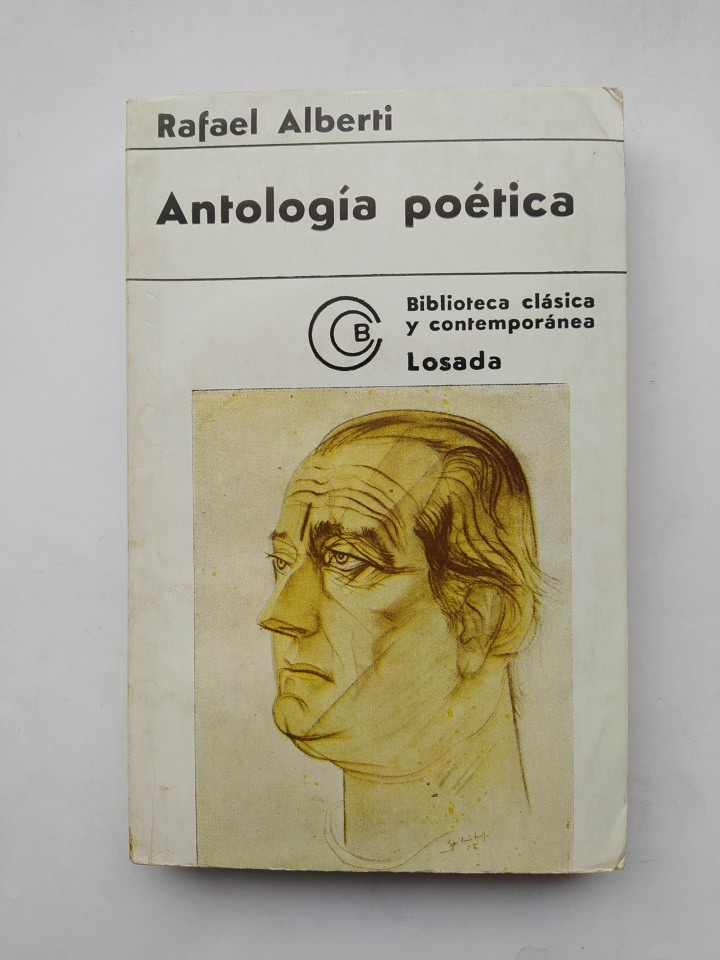 Rafael Alberti
Antología poética
B
Biblioteca clásica
y contemporánea
Losada